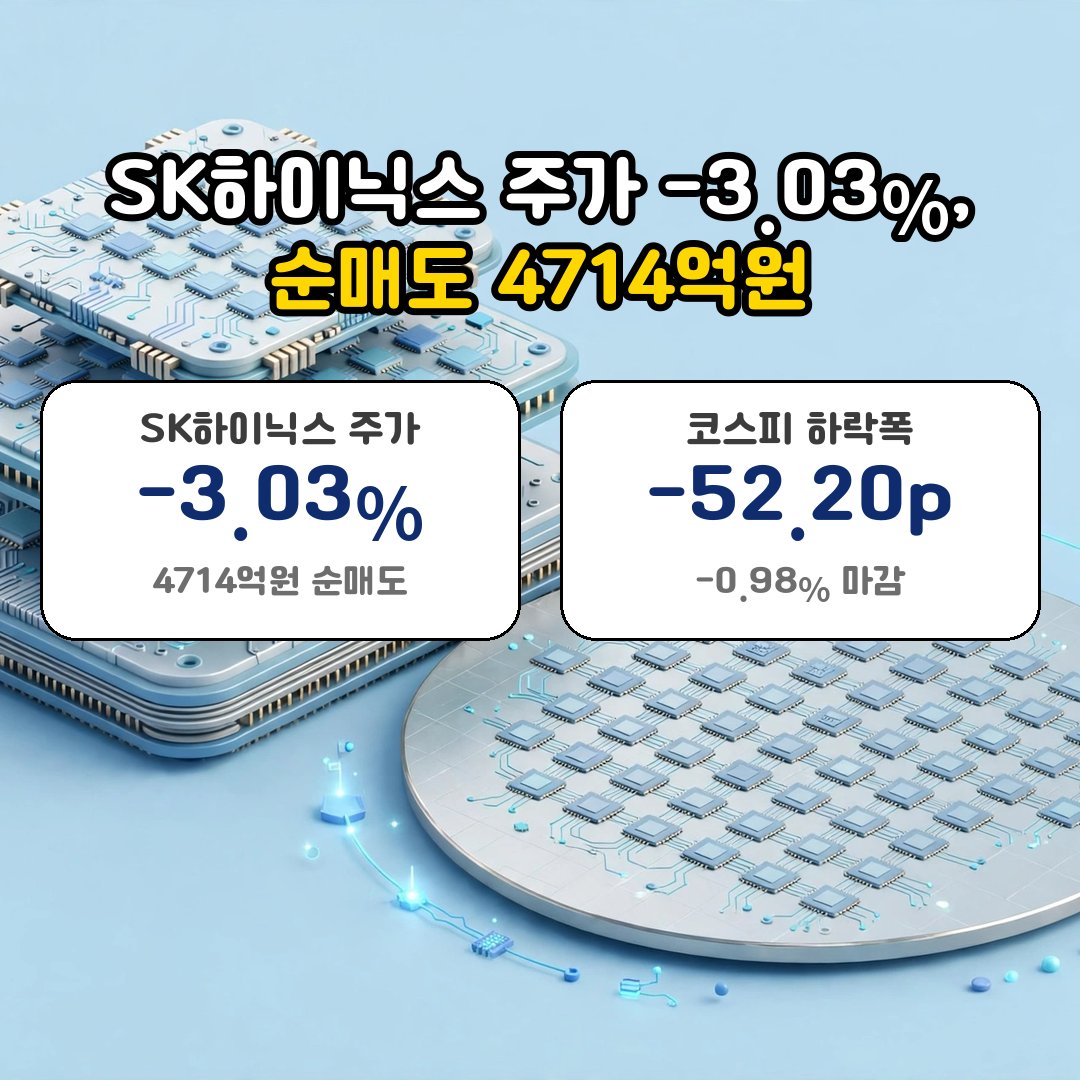 SK하이닉스 주가 -3.03%,
순매도 4714억원
SK하이닉스 주가
-3.03%
4714억원 순매도
코스피 하락폭
-52.20p
-0.98% 마감